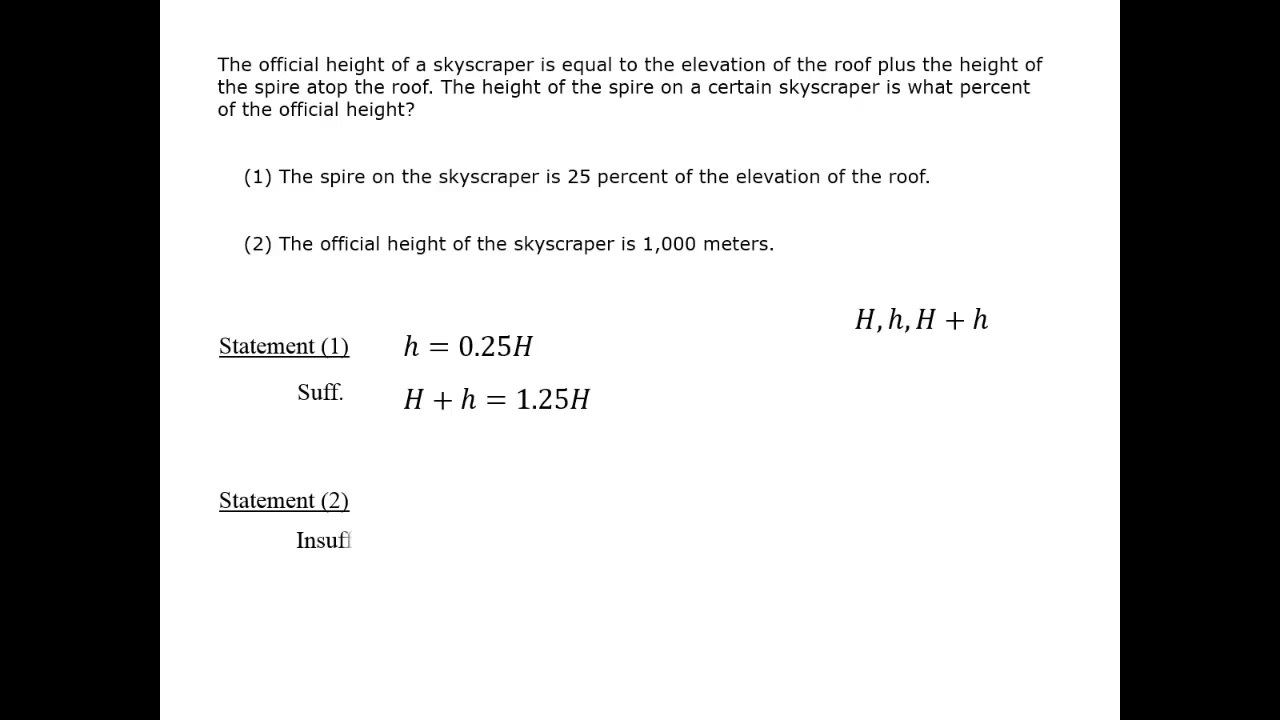 The official height of a skyscraper is equal to the elevation of the roof plus the height of
the spire atop the roof. The height of the spire on a certain skyscraper is what percent
of the official height?
(1) The spire on the skyscraper is 25 percent of the elevation of the roof.
(2) The official height of the skyscraper is 1,000 meters.
H, h, H + h
Statement (1) h = 0.25H
Suff. H + h = 1.25H
Statement (2)
Insuff